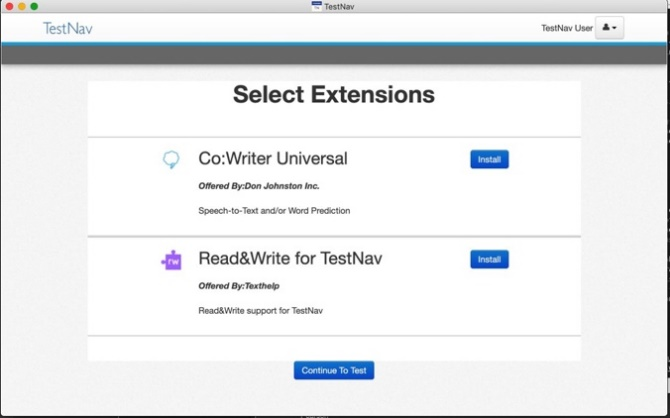 TestNav
TestNav TestNav User
Select Extensions
Co:Writer Universal Install
Offered By:Don Johnston Inc.
Speech-to-Text and/or Word Prediction
rw Read&Write for TestNav Install
Offered By:Texthelp
Read&Write support for TestNav
Continue To Test